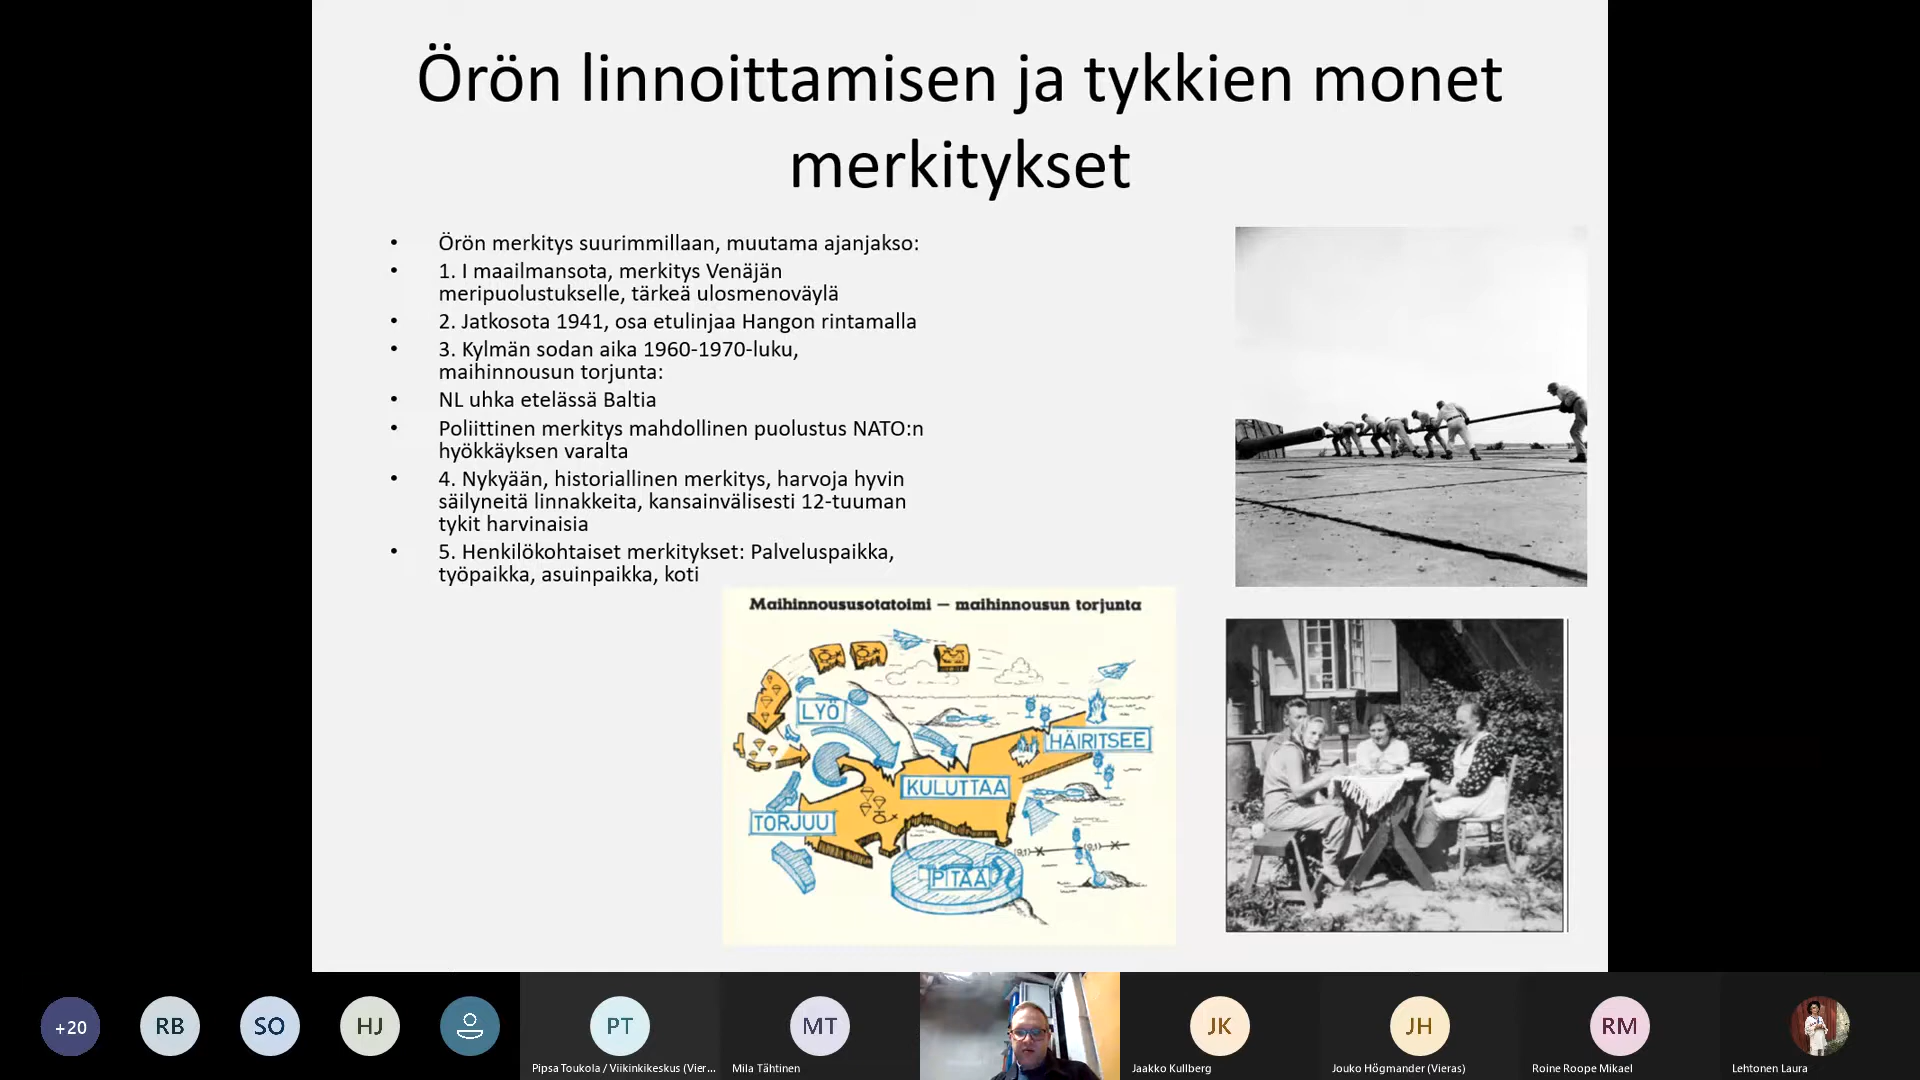 Örön linnoittamisen ja tykkien monet
merkitykset
• Örön merkitys suurimmillaan, muutama ajanjakso:
• 1. I maailmansota, merkitys Venäjän
meripuolustukselle, tärkeä ulosmenoväylä
• 2. Jatkosota 1941, osa etulinjaa Hangon rintamalla
• 3. Kylmän sodan aika 1960-1970-luku,
maihinnousun torjunta:
• NL uhka etelässä Baltia
• Poliittinen merkitys mahdollinen puolustus NATO:n
hyökkäyksen varalta
• 4. Nykyään, historiallinen merkitys, harvoja hyvin
säilyneitä linnakkeita, kansainvälisesti 12-tuuman
tykit harvinaisia
• 5. Henkilökohtaiset merkitykset: Palveluspaikka,
työpaikka, asuinpaikka, koti
Maihinnoususotatoimi — maihinnousun torjunta
LYÖ
HÄIRITSEE
KULUTTAA
TORJUU
PITÄÄ
+20
RB
SO
HJ
PT
MT
JK
JH
RM
Pipsa Toukola / Viikinkikeskus (Vier...
Mila Tähtinen
Jaakko Kullberg
Jouko Högmander (Vieras)
Roine Roope Mikael
Lehtonen Laura